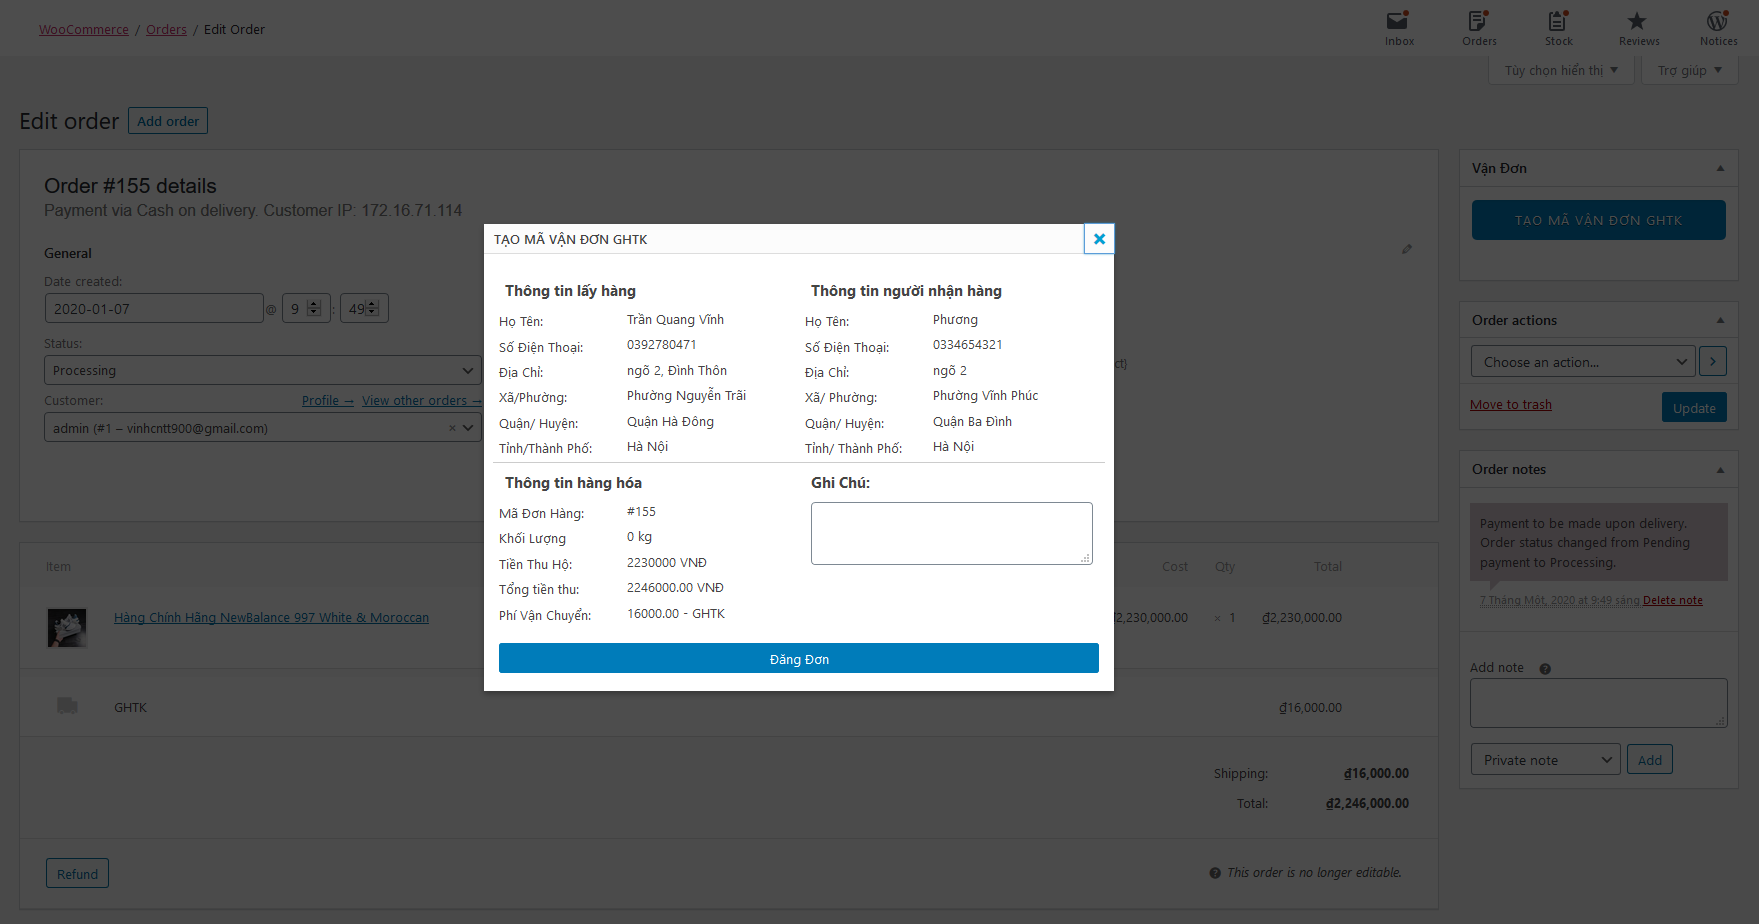 WooCommerce / Orders / Edit Order
Inbox
Orders
Stock
Reviews
Notices
Tùy chọn hiển thị
Trợ giúp
Edit order
Add order
Order #155 details
Payment via Cash on delivery. Customer IP: 172.16.71.114
General
Date created:
2020-01-07 @ 9 : 49
Status:
Processing
Customer:
Profile →
View other orders →
admin (#1 – vinhcntt900@gmail.com) ×
ct)
TẠO MÃ VẬN ĐƠN GHTK
Thông tin lấy hàng
Họ Tên: Trần Quang Vĩnh
Số Điện Thoại: 0392780471
Địa Chỉ: ngõ 2, Đình Thôn
Xã/Phường: Phường Nguyễn Trãi
Quận/ Huyện: Quận Hà Đông
Tỉnh/Thành Phố: Hà Nội
Thông tin người nhận hàng
Họ Tên: Phương
Số Điện Thoại: 0334654321
Địa Chỉ: ngõ 2
Xã/ Phường: Phường Vĩnh Phúc
Quận/ Huyện: Quận Ba Đình
Tỉnh/ Thành Phố: Hà Nội
Thông tin hàng hóa
Mã Đơn Hàng: #155
Khối Lượng 0 kg
Tiền Thu Hộ: 2230000 VNĐ
Tổng tiền thu: 2246000.00 VNĐ
Phí Vận Chuyển: 16000.00 - GHTK
Ghi Chú:
Đăng Đơn
Item Cost Qty Total
Hàng Chính Hãng NewBalance 997 White & Moroccan 2,230,000.00 × 1 ₫2,230,000.00
GHTK ₫16,000.00
Shipping: ₫16,000.00
Total: ₫2,246,000.00
Refund
This order is no longer editable.
Vận Đơn
TẠO MÃ VẬN ĐƠN GHTK
Order actions
Choose an action...
Move to trash
Update
Order notes
Payment to be made upon delivery.
Order status changed from Pending
payment to Processing.
7 Tháng Một, 2020 at 9:49 sáng Delete note
Add note
Private note
Add